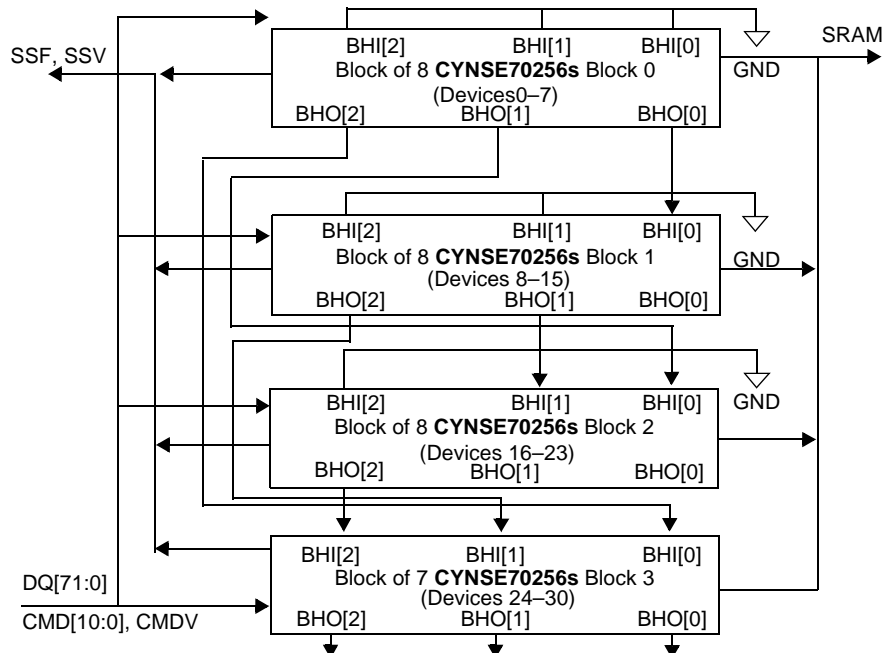 SSF, SSV
SRAM
BHI[2] BHI[1] BHI[0]
GND
Block of 8 CYNSE70256s Block 0
(Devices0–7)
BHO[2] BHO[1] BHO[0]
BHI[2] BHI[1] BHI[0]
GND
Block of 8 CYNSE70256s Block 1
(Devices 8–15)
BHO[2] BHO[1] BHO[0]
BHI[2] BHI[1] BHI[0]
GND
Block of 8 CYNSE70256s Block 2
(Devices 16–23)
BHO[2] BHO[1] BHO[0]
BHI[2] BHI[1] BHI[0]
Block of 7 CYNSE70256s Block 3
(Devices 24–30)
BHO[2] BHO[1] BHO[0]
DQ[71:0]
CMD[10:0], CMDV